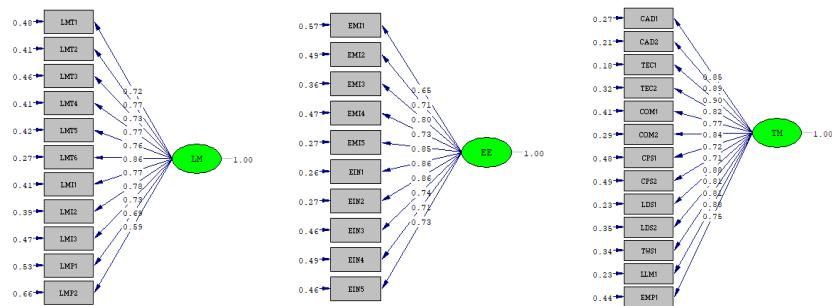 0.48 LMT1
0.41 LMT2
0.46 LMT3
0.41 LMT4
0.42 LMT5
0.27 LMT6
0.41 LMI1
0.39 LMI2
0.47 LMI3
0.53 LMP1
0.66 LMP2
0.72
0.77
0.73
0.77
0.76
0.86
0.77
0.78
0.73
0.69
0.59
LM 1.00
0.57 EMI1
0.49 EMI2
0.36 EMI3
0.47 EMI4
0.27 EMI5
0.26 EIN1
0.27 EIN2
0.46 EIN3
0.49 EIN4
0.46 EIN5
0.65
0.71
0.80
0.73
0.85
0.86
0.86
0.74
0.71
0.73
EE 1.00
0.27 CAD1
0.21 CAD2
0.18 TEC1
0.32 TEC2
0.41 COM1
0.29 COM2
0.48 CPS1
0.49 CPS2
0.23 LDS1
0.35 LDS2
0.34 TWS1
0.23 LLM1
0.44 EMP1
0.85
0.89
0.90
0.82
0.77
0.84
0.72
0.71
0.75
TM 1.00